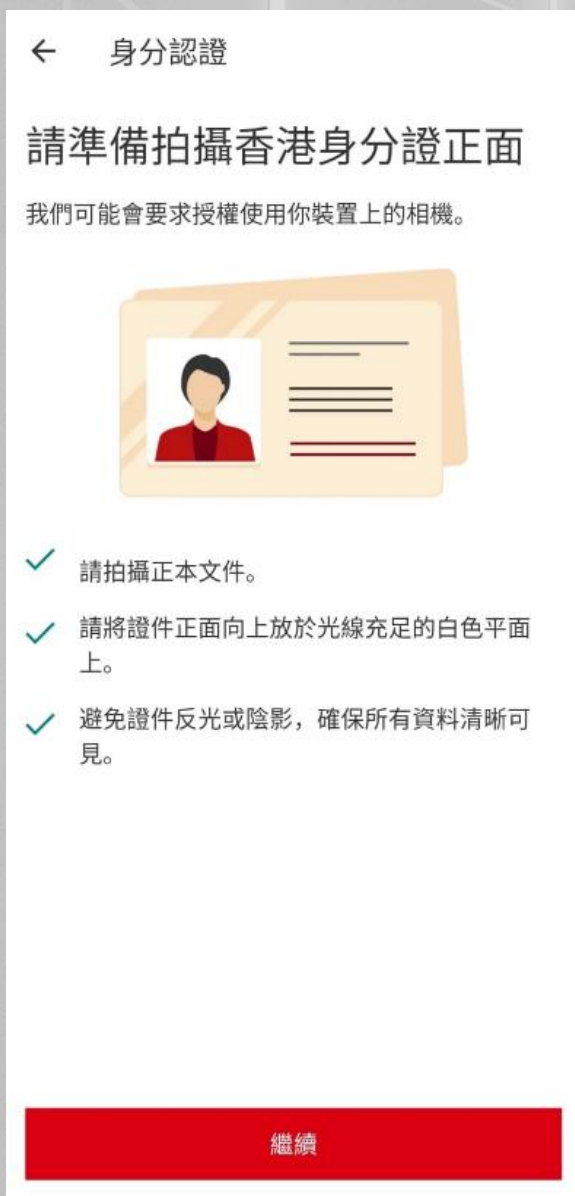 身分認證
請準備拍攝香港身分證正面
我們可能會要求授權使用你裝置上的相機。
請拍攝正本文件。
請將證件正面向上放於光線充足的白色平面
上。
避免證件反光或陰影，確保所有資料清晰可
見。
繼續